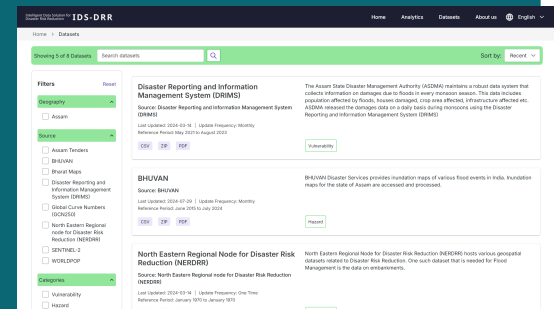 Intelligent Data Solution for
Disaster Risk Reduction
IDS-DRR
Home Analytics Datasets About us English
Home > Datasets
Showing 5 of 8 Datasets Search datasets Sort by: Recent
Filters Reset
Geography
Assam
Source
Assam Tenders
BHUVAN
Bharat Maps
Disaster Reporting and
Information Management
System (DRIMS)
Global Curve Numbers
(GCN250)
North Eastern Regional
node for Disaster Risk
Reduction (NERDRR)
SENTINEL-2
WORLDPOP
Categories
Vulnerability
Hazard
Disaster Reporting and Information
Management System (DRIMS)
Source: Disaster Reporting and Information Management System
(DRIMS)
Last Updated: 2024-03-14 | Update Frequency: Monthly
Reference Period: May 2021 to August 2023
CSV ZIP PDF
The Assam State Disaster Management Authority (ASDMA) maintains a robust data system that
collects information on damages due to floods in every monsoon season. This data includes
population affected by floods, houses damaged, crop area affected, infrastructure affected etc.
ASDMA released the damages data on a daily basis during monsoons using the Disaster
Reporting and Information Management System (DRIMS)
Vulnerability
BHUVAN
Source: BHUVAN
Last Updated: 2024-07-29 | Update Frequency: Monthly
Reference Period: June 2015 to July 2024
CSV ZIP PDF
BHUVAN Disaster Services provides Inundation maps of various flood events in India. Inundation
maps for the state of Assam are accessed and processed.
Hazard
North Eastern Regional Node for Disaster Risk
Reduction (NERDRR)
Source: North Eastern Regional node for Disaster Risk Reduction
(NERDRR)
Last Updated: 2024-03-14 | Update Frequency: One Time
Reference Period: January 1970 to January 1970
North Eastern Regional Node for Disaster Risk Reduction (NERDRR) hosts various geospatial
datasets related to Disaster Risk Reduction. One such dataset that is needed for Flood
Management is the data on embankments.